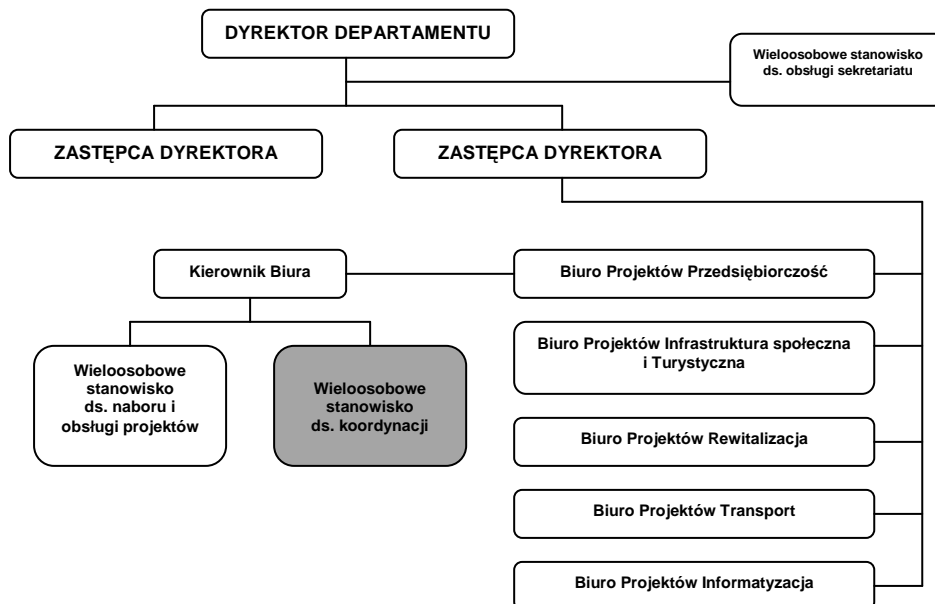 DYREKTOR DEPARTAMENTU
Wieloosobowe stanowisko
ds. obsługi sekretariatu
ZASTĘPCA DYREKTORA
ZASTĘPCA DYREKTORA
Kierownik Biura
Biuro Projektów Przedsiębiorczość
Biuro Projektów Infrastruktura społeczna
i Turystyczna
Wieloosobowe
stanowisko
ds. naboru i
obsługi projektów
Wieloosobowe
stanowisko
ds. koordynacji
Biuro Projektów Rewitalizacja
Biuro Projektów Transport
Biuro Projektów Informatyzacja